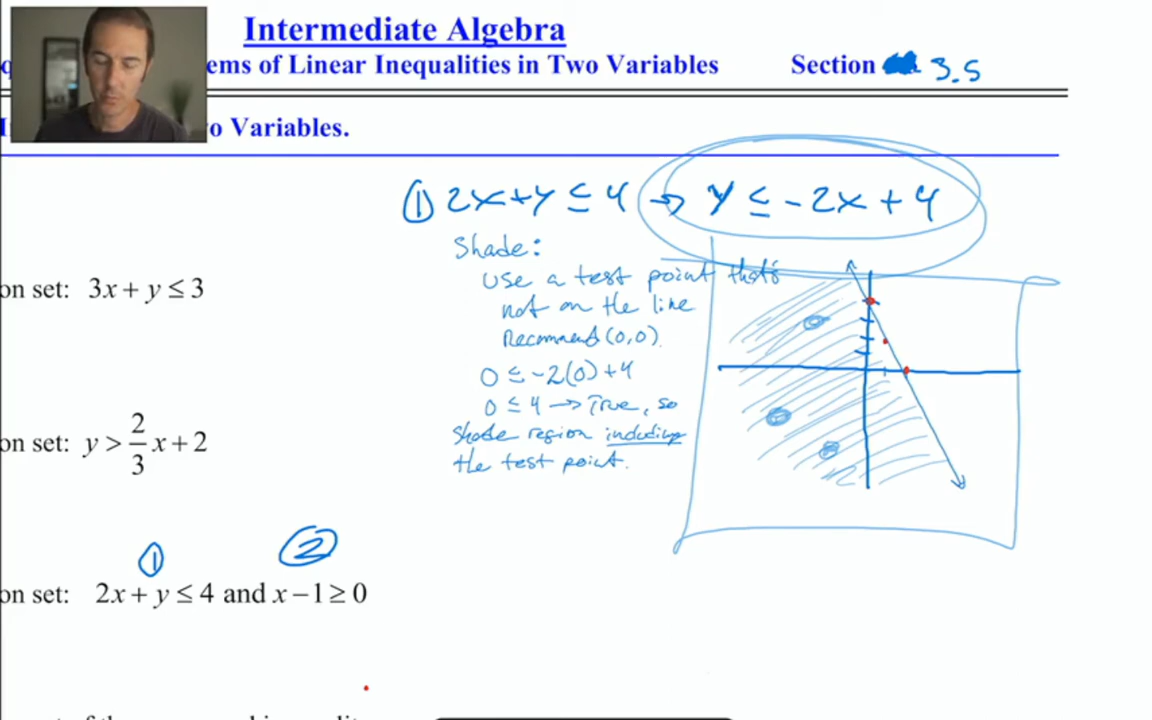 Intermediate Algebra
ems of Linear Inequalities in Two Variables Section 3.5
o Variables.
① 2x+y ≤ 4 → y ≤ -2x + 4
Shade:
use a test point that's
not on the line
Recommend (0,0).
0 ≤ -2(0)+4
0 ≤ 4 → True, so
shade region including
the test point.
on set: 3x + y ≤ 3
on set: y > 2/3 x + 2
① ②
on set: 2x + y ≤ 4 and x − 1 ≥ 0